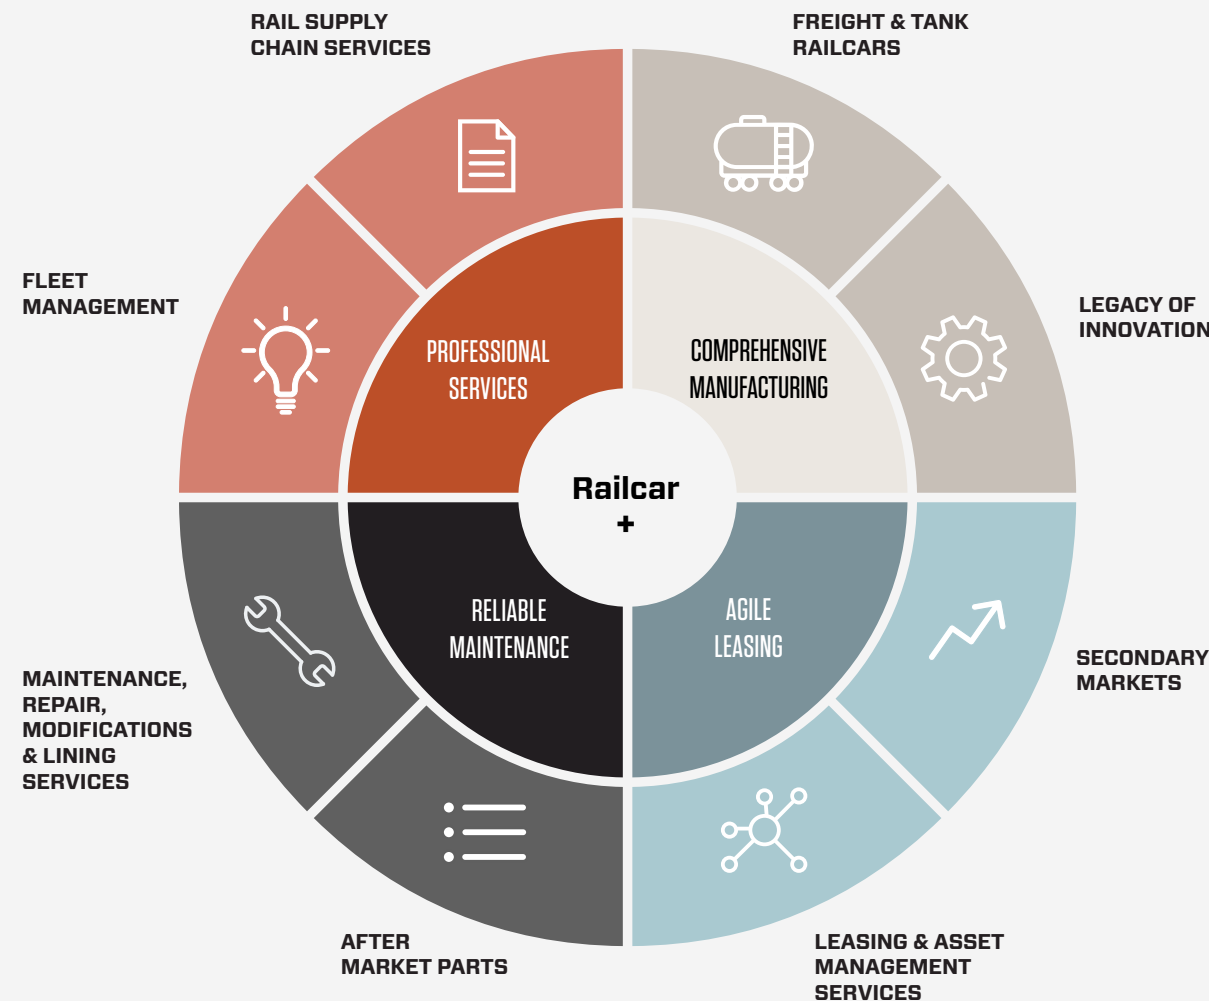 RAIL SUPPLY
CHAIN SERVICES
FREIGHT & TANK
RAILCARS
FLEET
MANAGEMENT
LEGACY OF
INNOVATION
PROFESSIONAL
SERVICES
COMPREHENSIVE
MANUFACTURING
Railcar
+
RELIABLE
MAINTENANCE
AGILE
LEASING
MAINTENANCE,
REPAIR,
MODIFICATIONS
& LINING
SERVICES
SECONDARY
MARKETS
AFTER
MARKET PARTS
LEASING & ASSET
MANAGEMENT
SERVICES